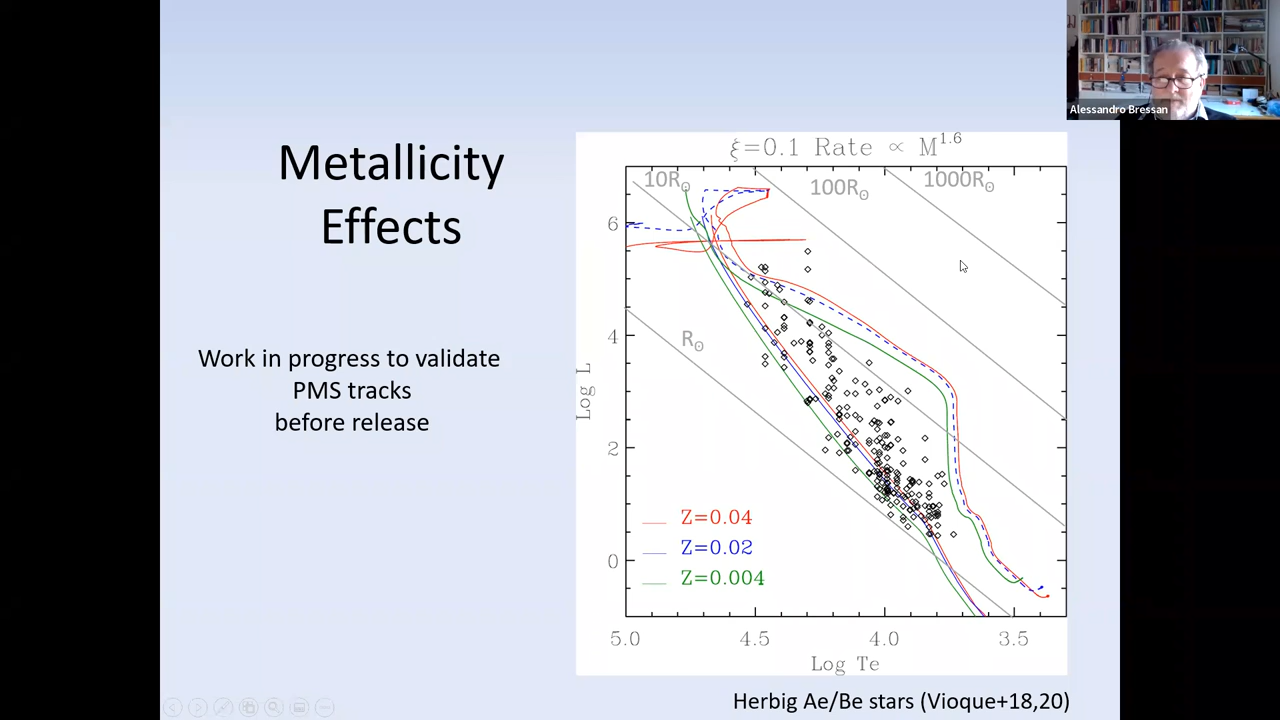 Alessandro Bressan
Metallicity
Effects
Work in progress to validate
PMS tracks
before release
ξ=0.1 Rate ∝ M^1.6
10R⊙
100R⊙
1000R⊙
R⊙
6
4
2
0
Log L
Z=0.04
Z=0.02
Z=0.004
5.0 4.5 4.0 3.5
Log Te
Herbig Ae/Be stars (Vioque+18,20)